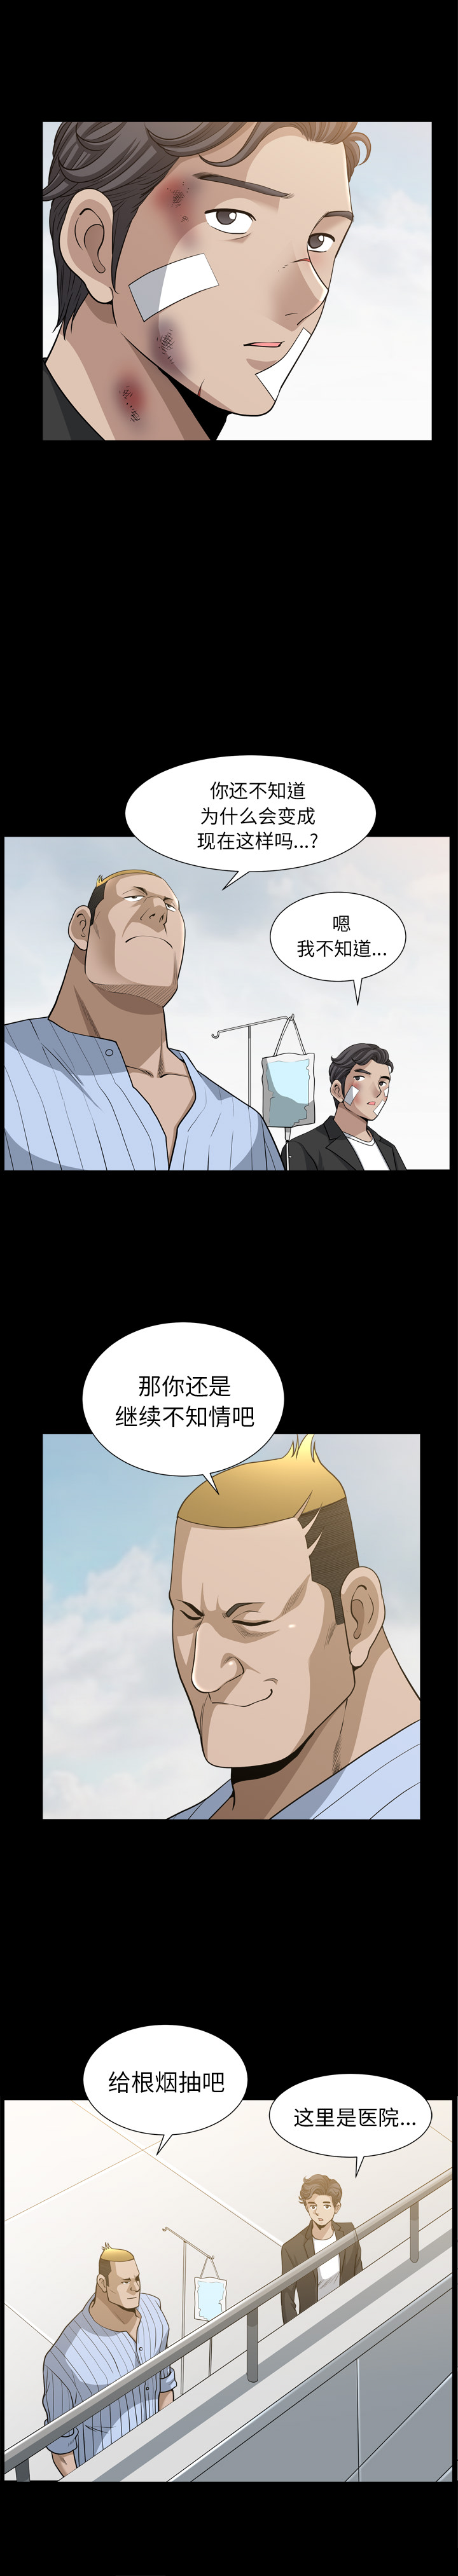 你还不知道
为什么会变成
现在这样吗...?
嗯
我不知道...
那你还是
继续不知情吧
给根烟抽吧
这里是医院...